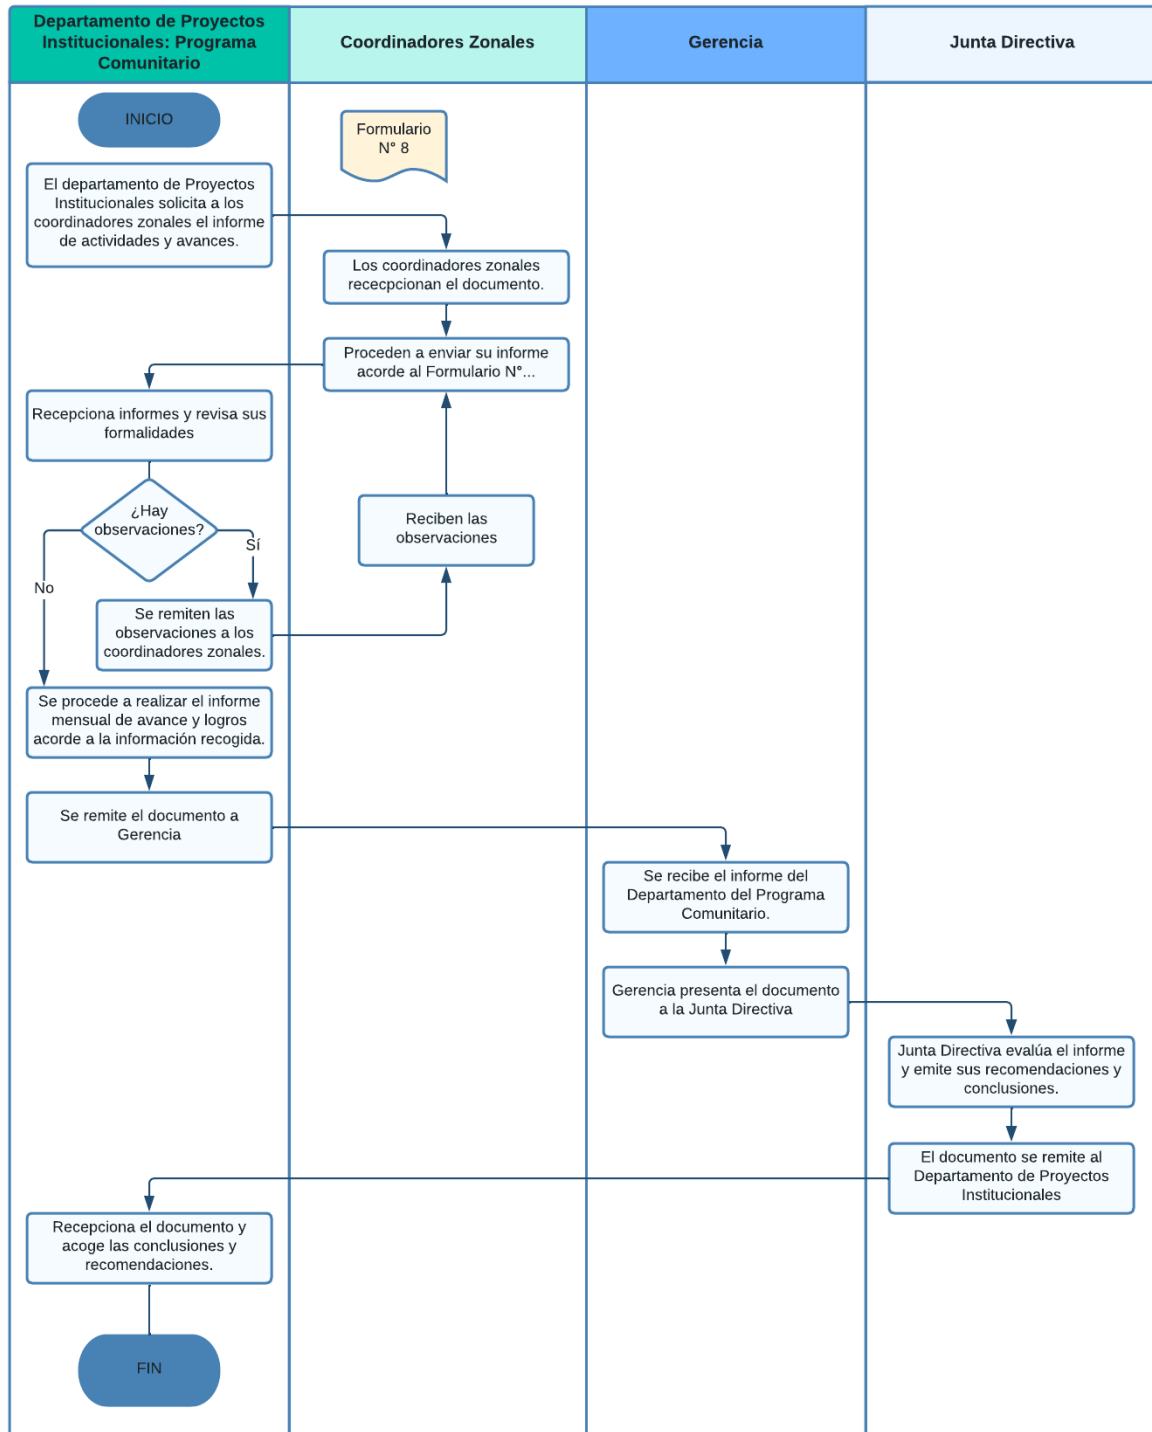 Departamento de Proyectos
Institucionales: Programa
Comunitario
Coordinadores Zonales
Gerencia
Junta Directiva
INICIO
Formulario
N° 8
El departamento de Proyectos
Institucionales solicita a los
coordinadores zonales el informe
de actividades y avances.
Los coordinadores zonales
rececpcionan el documento.
Proceden a enviar su informe
acorde al Formulario N°...
Recepciona informes y revisa sus
formalidades
¿Hay
observaciones?
Sí
No
Reciben las
observaciones
Se remiten las
observaciones a los
coordinadores zonales.
Se procede a realizar el informe
mensual de avance y logros
acorde a la información recogida.
Se remite el documento a
Gerencia
Se recibe el informe del
Departamento del Programa
Comunitario.
Gerencia presenta el documento
a la Junta Directiva
Junta Directiva evalúa el informe
y emite sus recomendaciones y
conclusiones.
El documento se remite al
Departamento de Proyectos
Institucionales
Recepciona el documento y
acoge las conclusiones y
recomendaciones.
FIN